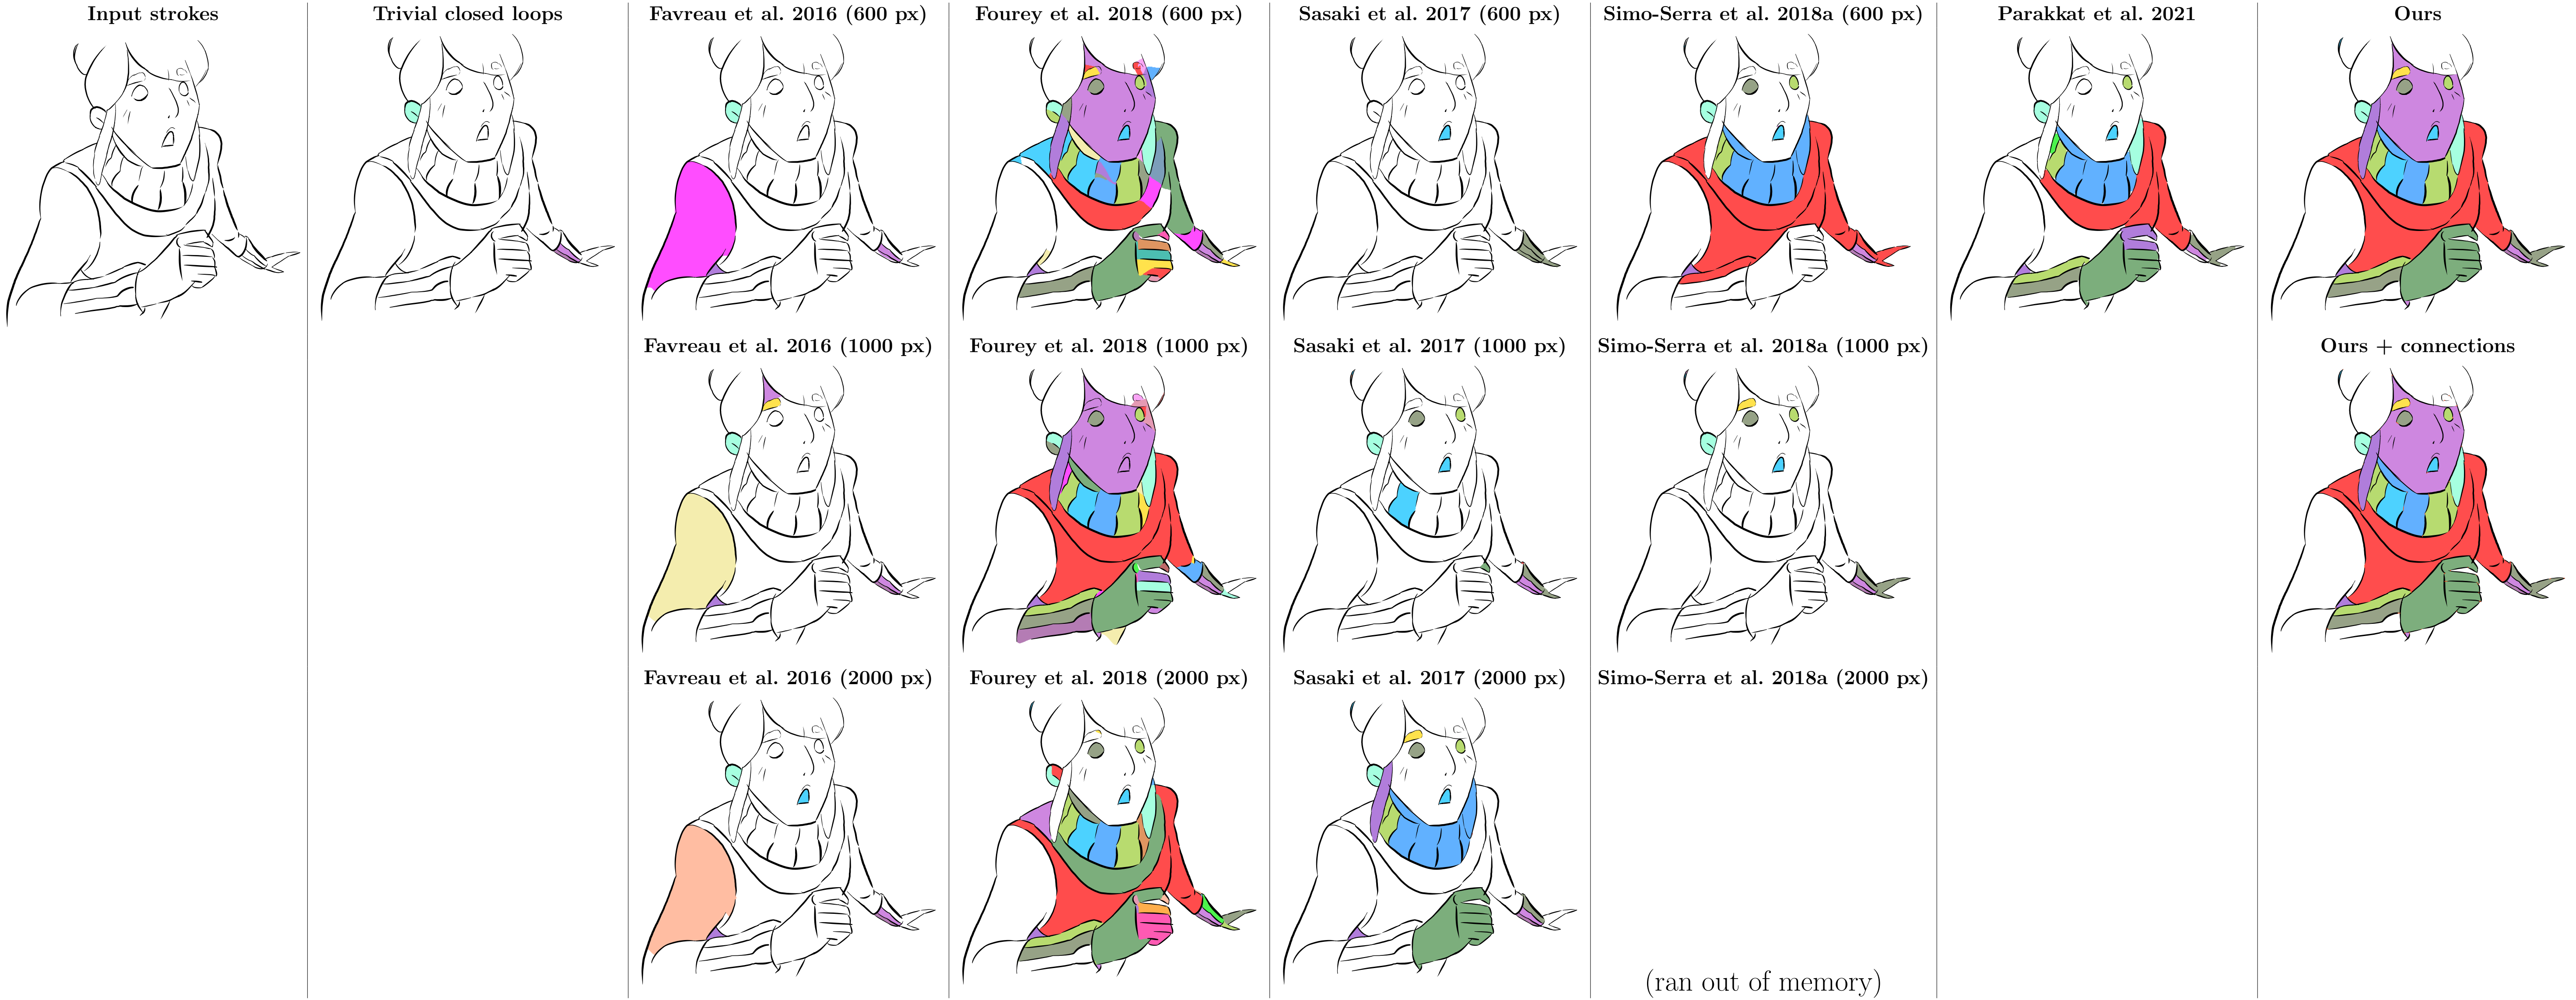 Input strokes
Trivial closed loops
Favreau et al. 2016 (600 px)
Fourey et al. 2018 (600 px)
Sasaki et al. 2017 (600 px)
Simo-Serra et al. 2018a (600 px)
Parakkat et al. 2021
Ours
Favreau et al. 2016 (1000 px)
Fourey et al. 2018 (1000 px)
Sasaki et al. 2017 (1000 px)
Simo-Serra et al. 2018a (1000 px)
Ours + connections
Favreau et al. 2016 (2000 px)
Fourey et al. 2018 (2000 px)
Sasaki et al. 2017 (2000 px)
Simo-Serra et al. 2018a (2000 px)
(ran out of memory)